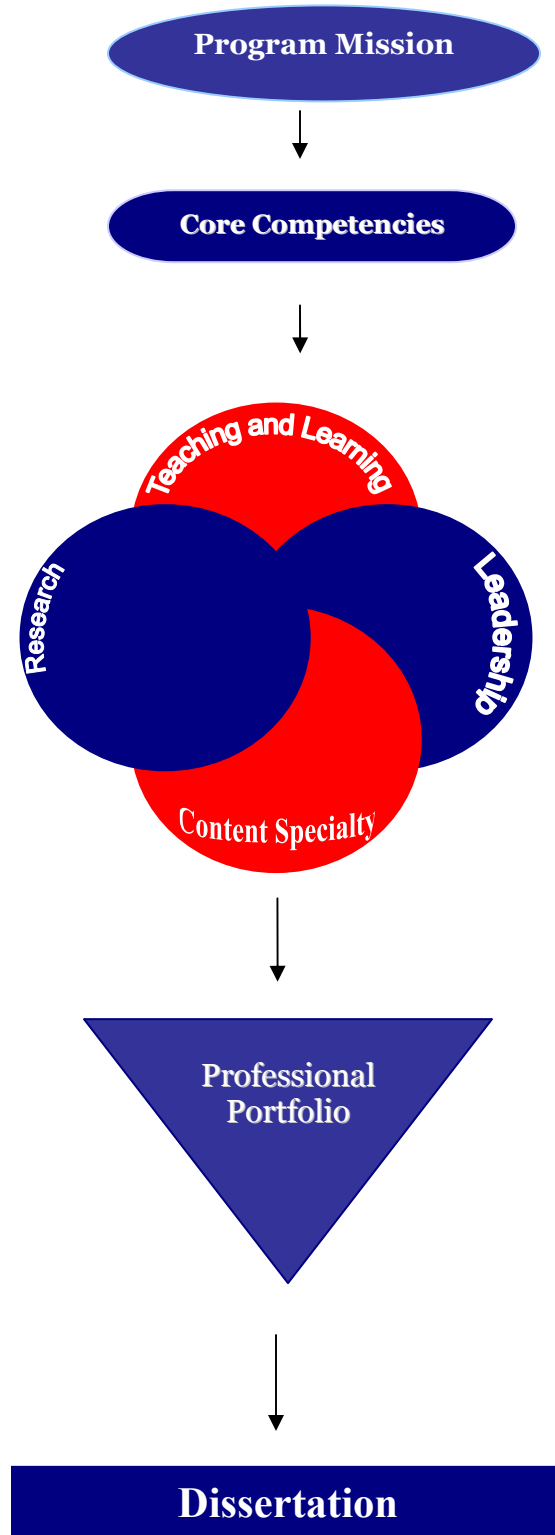 Program Mission
Core Competencies
Teaching and Learning
Research
Leadership
Content Specialty
Professional
Portfolio
Dissertation